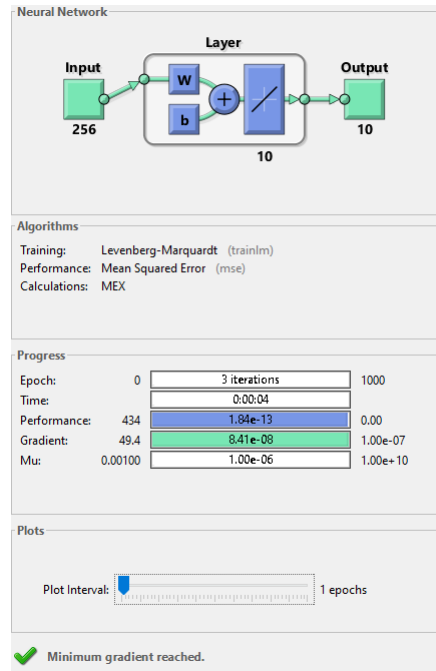 Neural Network
Layer
Input
Output
W
b
+
256
10
10
Algorithms
Training: Levenberg-Marquardt (trainlm)
Performance: Mean Squared Error (mse)
Calculations: MEX
Progress
Epoch: 0 3 iterations 1000
Time: 0:00:04
Performance: 434 1.84e-13 0.00
Gradient: 49.4 8.41e-08 1.00e-07
Mu: 0.00100 1.00e-06 1.00e+10
Plots
Plot Interval: 1 epochs
Minimum gradient reached.